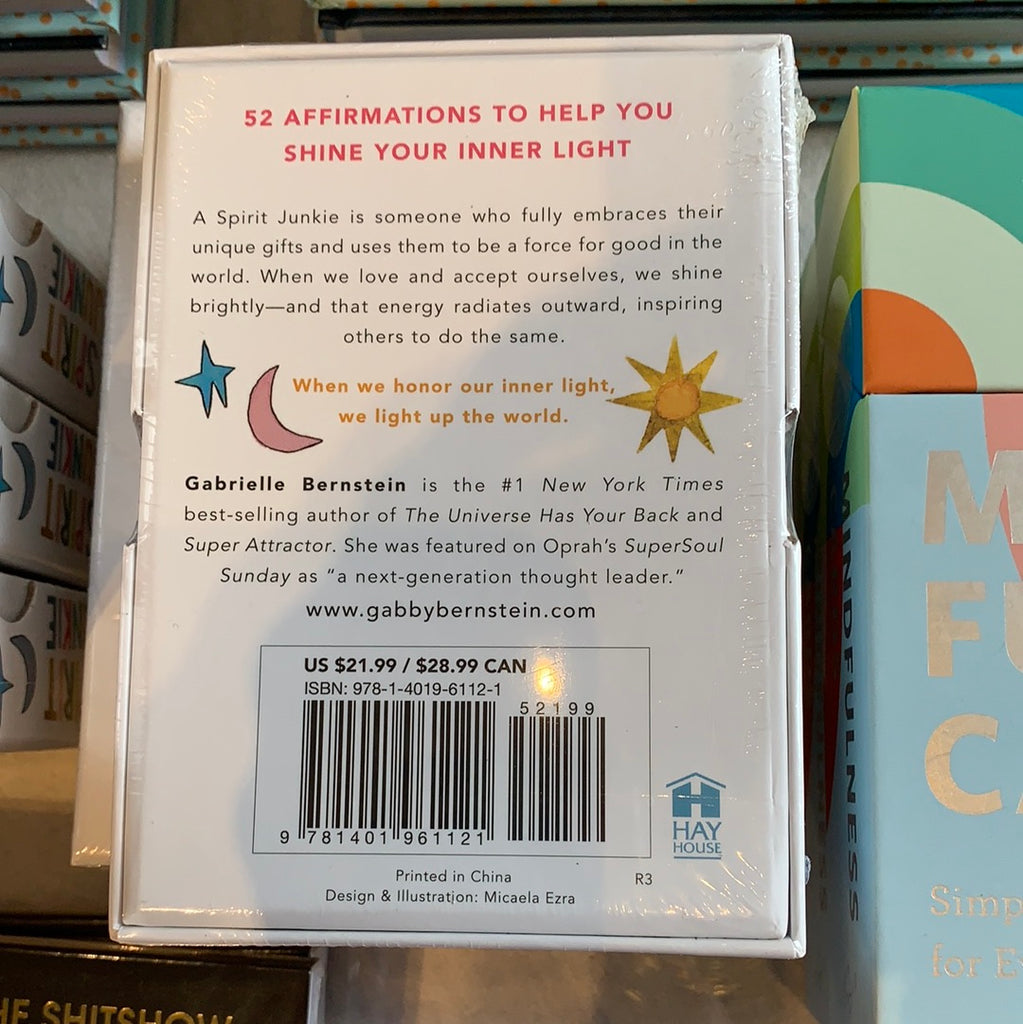 52 AFFIRMATIONS TO HELP YOU
SHINE YOUR INNER LIGHT
A Spirit Junkie is someone who fully embraces their
unique gifts and uses them to be a force for good in the
world. When we love and accept ourselves, we shine
brightly—and that energy radiates outward, inspiring
others to do the same.
When we honor our inner light,
we light up the world.
Gabrielle Bernstein is the #1 New York Times
best-selling author of The Universe Has Your Back and
Super Attractor. She was featured on Oprah's SuperSoul
Sunday as “a next-generation thought leader.”
www.gabbybernstein.com
US $21.99 / $28.99 CAN
ISBN: 978-1-4019-6112-1
52199
9 781401 961121
HAY
HOUSE
Printed in China
R3
Design & Illustration: Micaela Ezra
MINDFULNESS
SHITSHOW